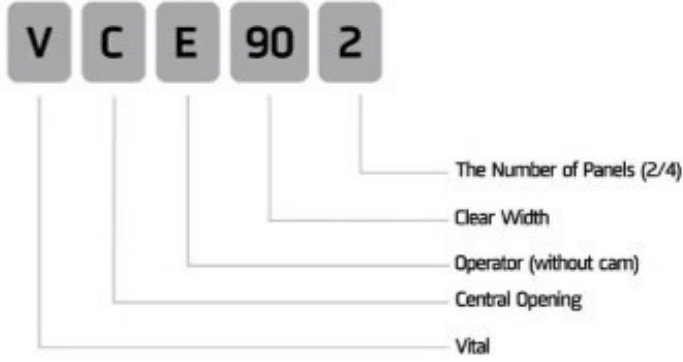 V C E 90 2
The Number of Panels (2/4)
Clear Width
Operator (without cam)
Central Opening
Vital